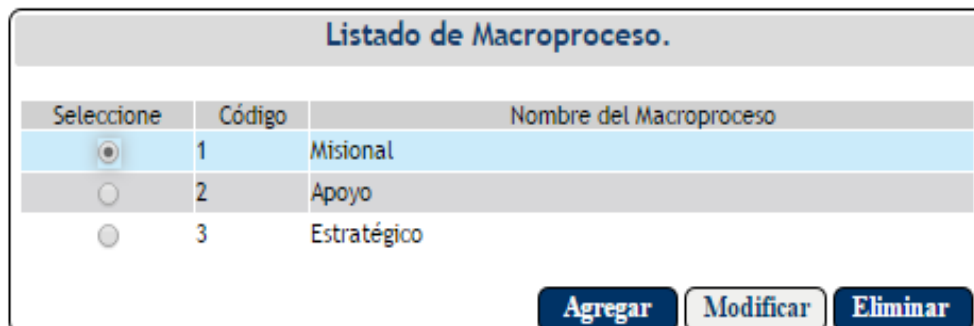 Listado de Macroproceso.
Seleccione Código Nombre del Macroproceso
1 Misional
2 Apoyo
3 Estratégico
Agregar Modificar Eliminar